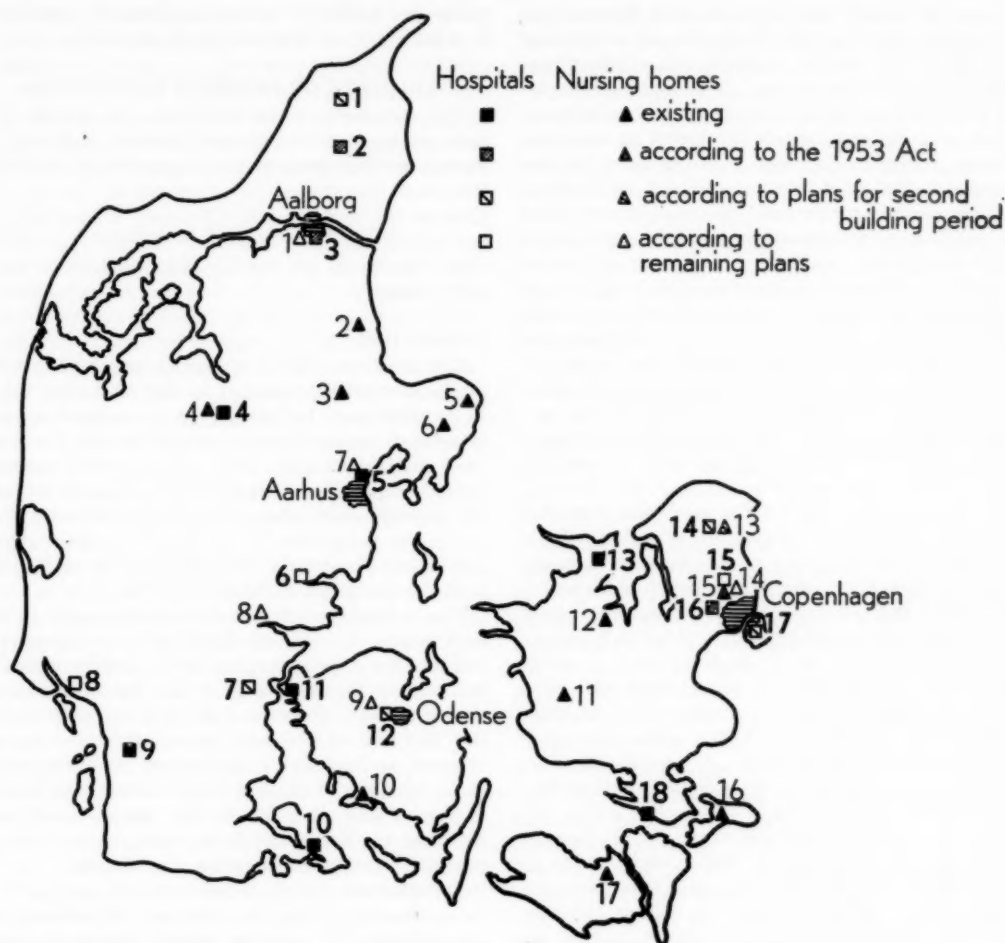 Hospitals Nursing homes
existing
according to the 1953 Act
according to plans for second
building period
according to
remaining plans
1
2
Aalborg
1 3
2
3
5
4 4
6
7
5
Aarhus
14 13
13
6
15
15 14
Copenhagen
8
12
16
17
8
7
11
11
9
Odense
12
9
10
18
16
10
17